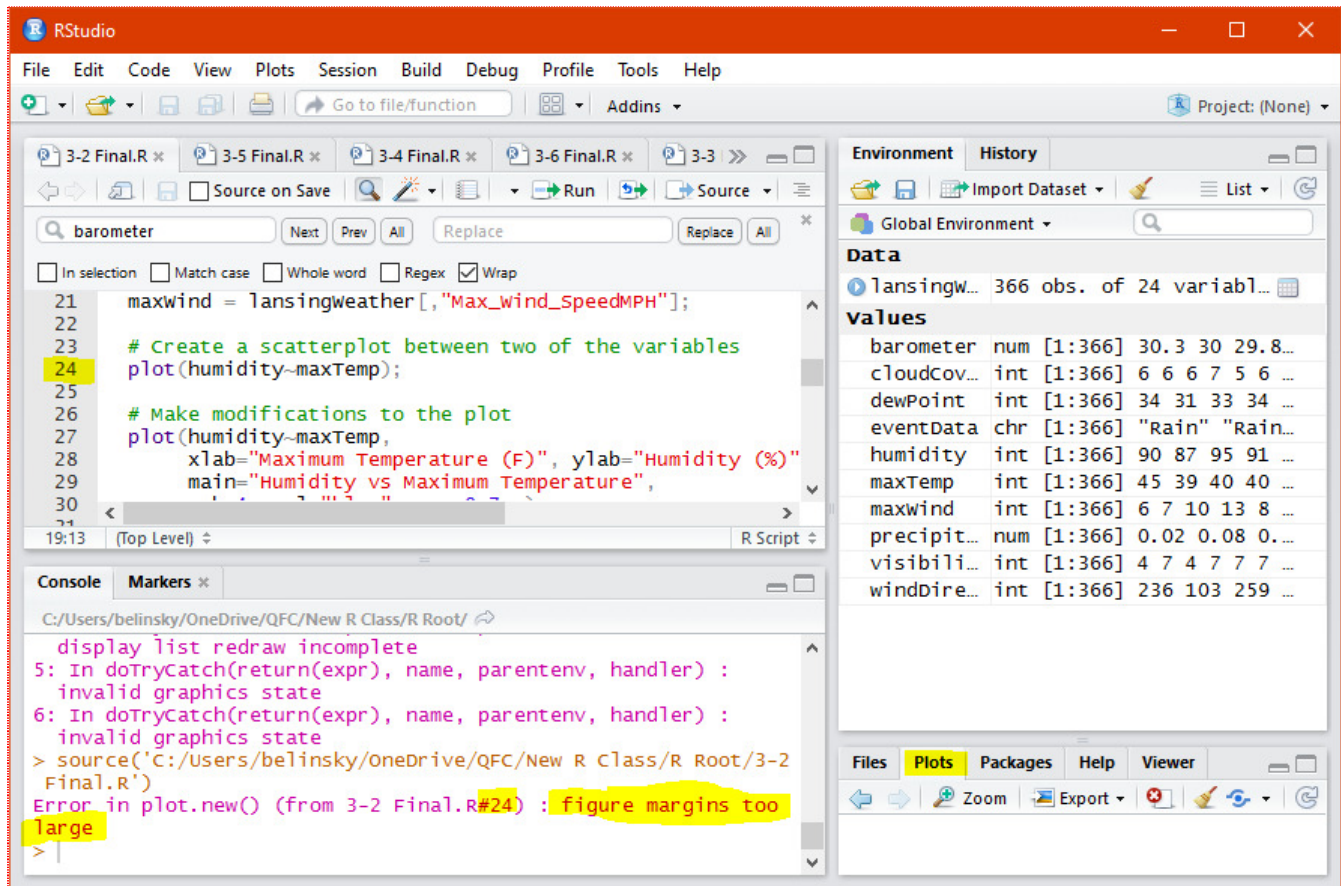 RStudio
File Edit Code View Plots Session Build Debug Profile Tools Help
Go to file/function Addins Project: (None)
3-2 Final.R 3-5 Final.R 3-4 Final.R 3-6 Final.R 3-3
Source on Save Run Source
barometer Next Prev All Replace Replace All
In selection Match case Whole word Regex Wrap
21 maxWind = lansingWeather[,"Max_Wind_SpeedMPH"];
22
23 # Create a scatterplot between two of the variables
24 plot(humidity~maxTemp);
25
26 # Make modifications to the plot
27 plot(humidity~maxTemp,
28 xlab="Maximum Temperature (F)", ylab="Humidity (%)"
29 main="Humidity vs Maximum Temperature",
30
19:13 (Top Level) R Script
Console Markers
C:/Users/belinsky/OneDrive/QFC/New R Class/R Root/
display list redraw incomplete
5: In doTryCatch(return(expr), name, parentenv, handler) :
invalid graphics state
6: In doTryCatch(return(expr), name, parentenv, handler) :
invalid graphics state
> source('C:/Users/belinsky/OneDrive/QFC/New R Class/R Root/3-2
Final.R')
Error in plot.new() (from 3-2 Final.R#24) : figure margins too
large
>
Environment History
Import Dataset List
Global Environment
Data
lansingW… 366 obs. of 24 variabl…
Values
barometer num [1:366] 30.3 30 29.8…
cloudCov… int [1:366] 6 6 6 7 5 6 …
dewPoint int [1:366] 34 31 33 34 …
eventData chr [1:366] "Rain" "Rain…
humidity int [1:366] 90 87 95 91 …
maxTemp int [1:366] 45 39 40 40 …
maxWind int [1:366] 6 7 10 13 8 …
precipit… num [1:366] 0.02 0.08 0.…
visibili… int [1:366] 4 7 4 7 7 7 …
windDire… int [1:366] 236 103 259 …
Files Plots Packages Help Viewer
Zoom Export